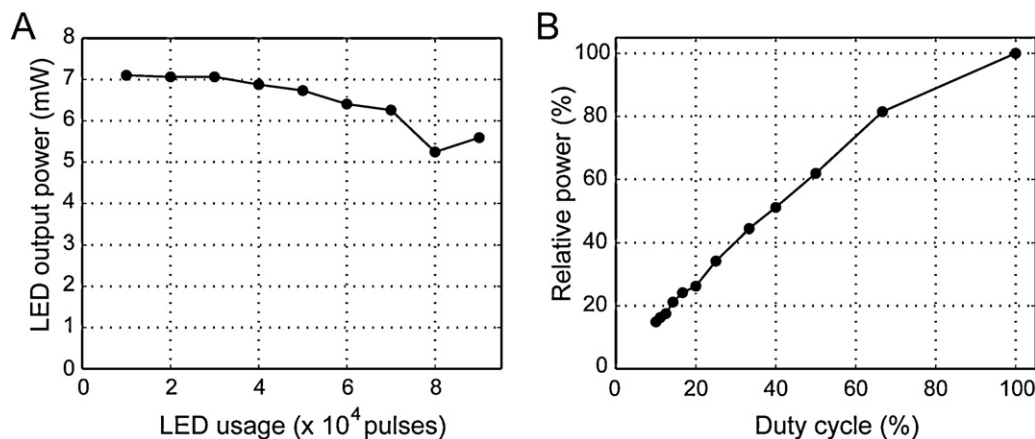 A
LED output power (mW)
8
7
6
5
4
3
2
1
0
0 2 4 6 8
LED usage (x 10⁴ pulses)
B
Relative power (%)
100
80
60
40
20
0
0 20 40 60 80 100
Duty cycle (%)